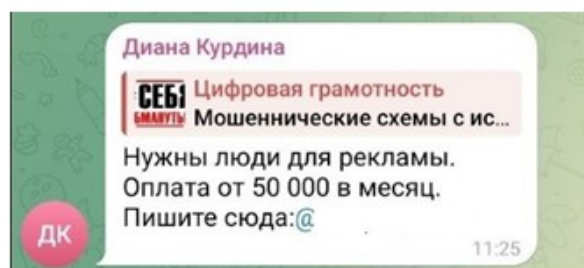 Диана Курдина
СЕБЯ
Цифровая грамотность
Мошеннические схемы с ис...
Нужны люди для рекламы.
Оплата от 50 000 в месяц.
Пишите сюда:@
ДК
11:25